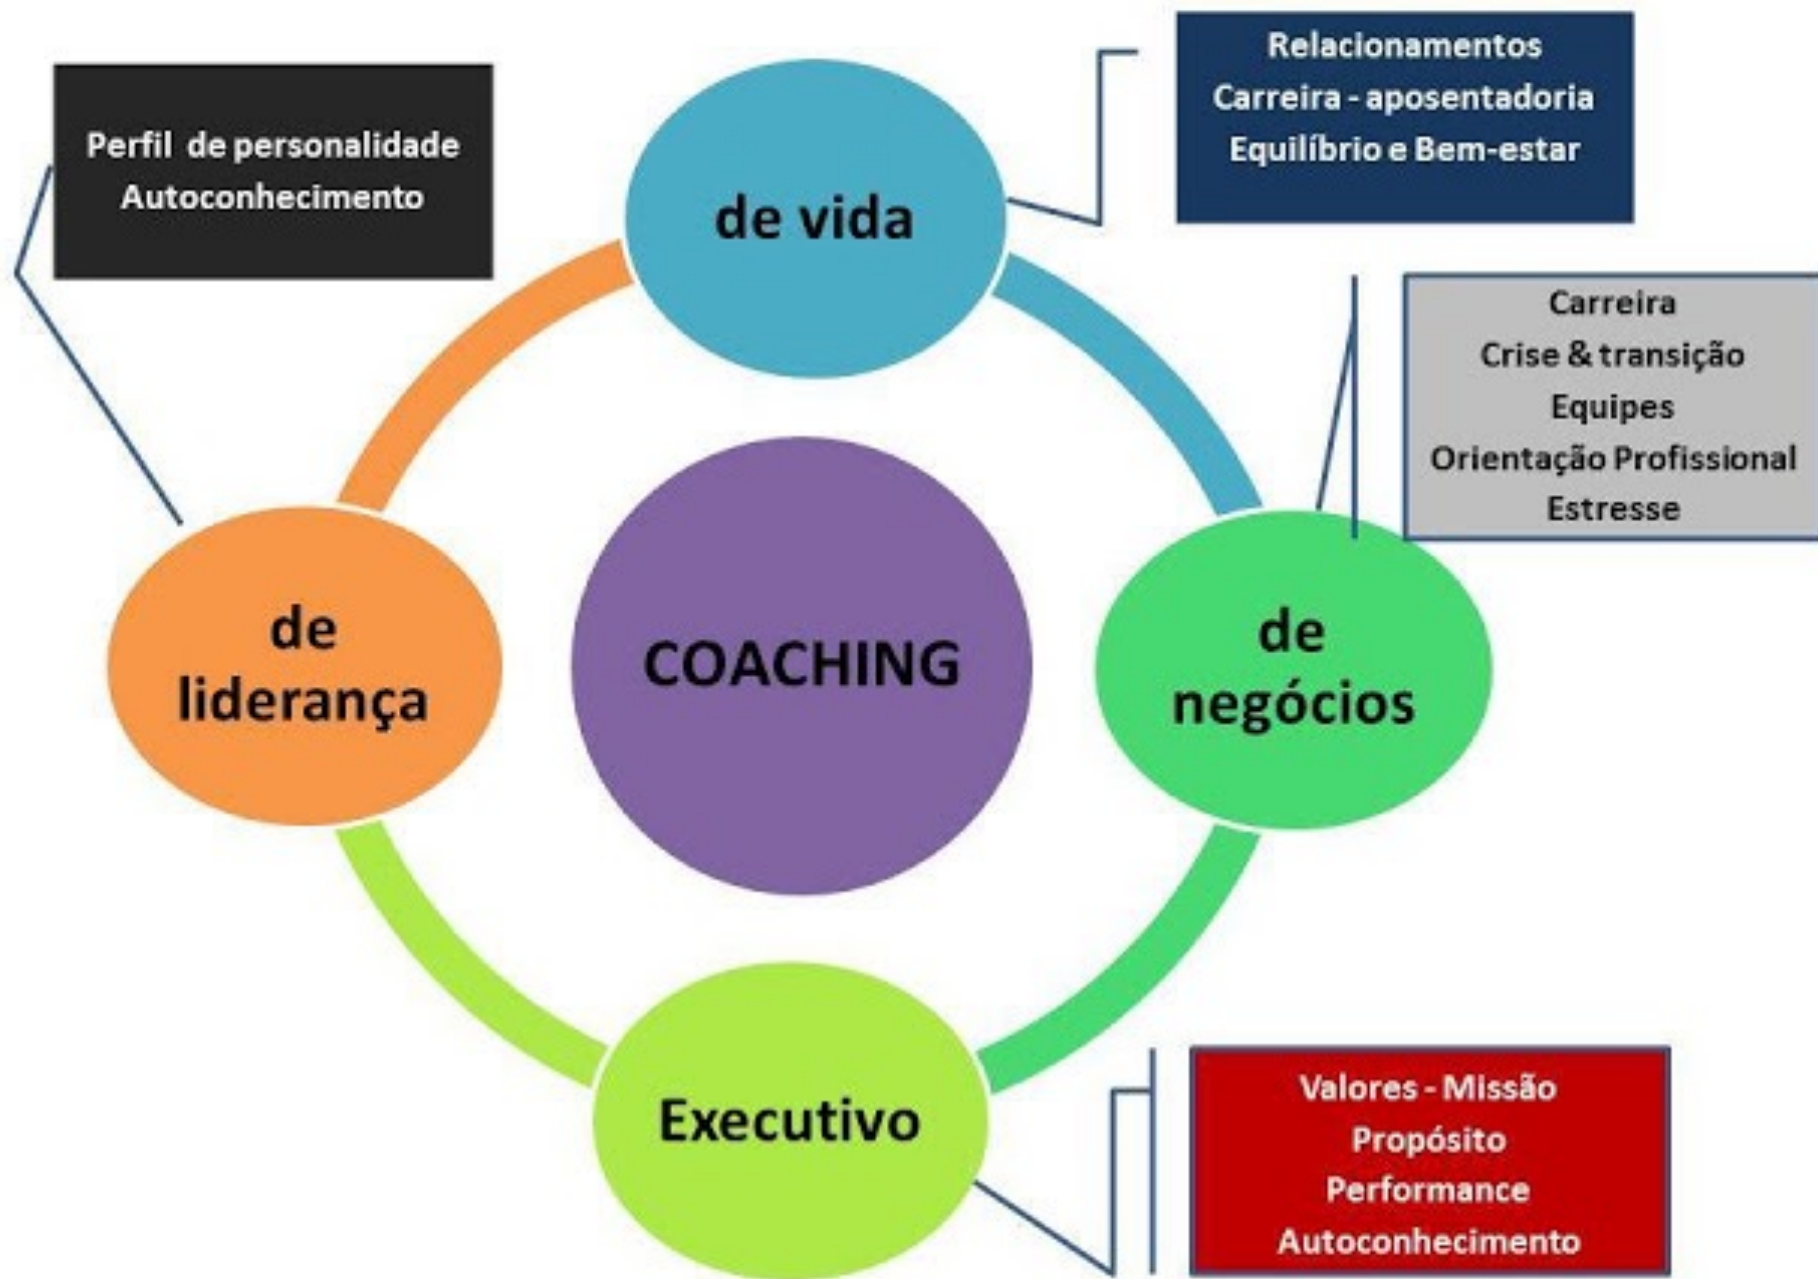 Relacionamentos
Carreira - aposentadoria
Equilíbrio e Bem-estar
Perfil de personalidade
Autoconhecimento
de vida
Carreira
Crise & transição
Equipes
Orientação Profissional
Estresse
de
liderança
COACHING
de
negócios
Executivo
Valores - Missão
Propósito
Performance
Autoconhecimento